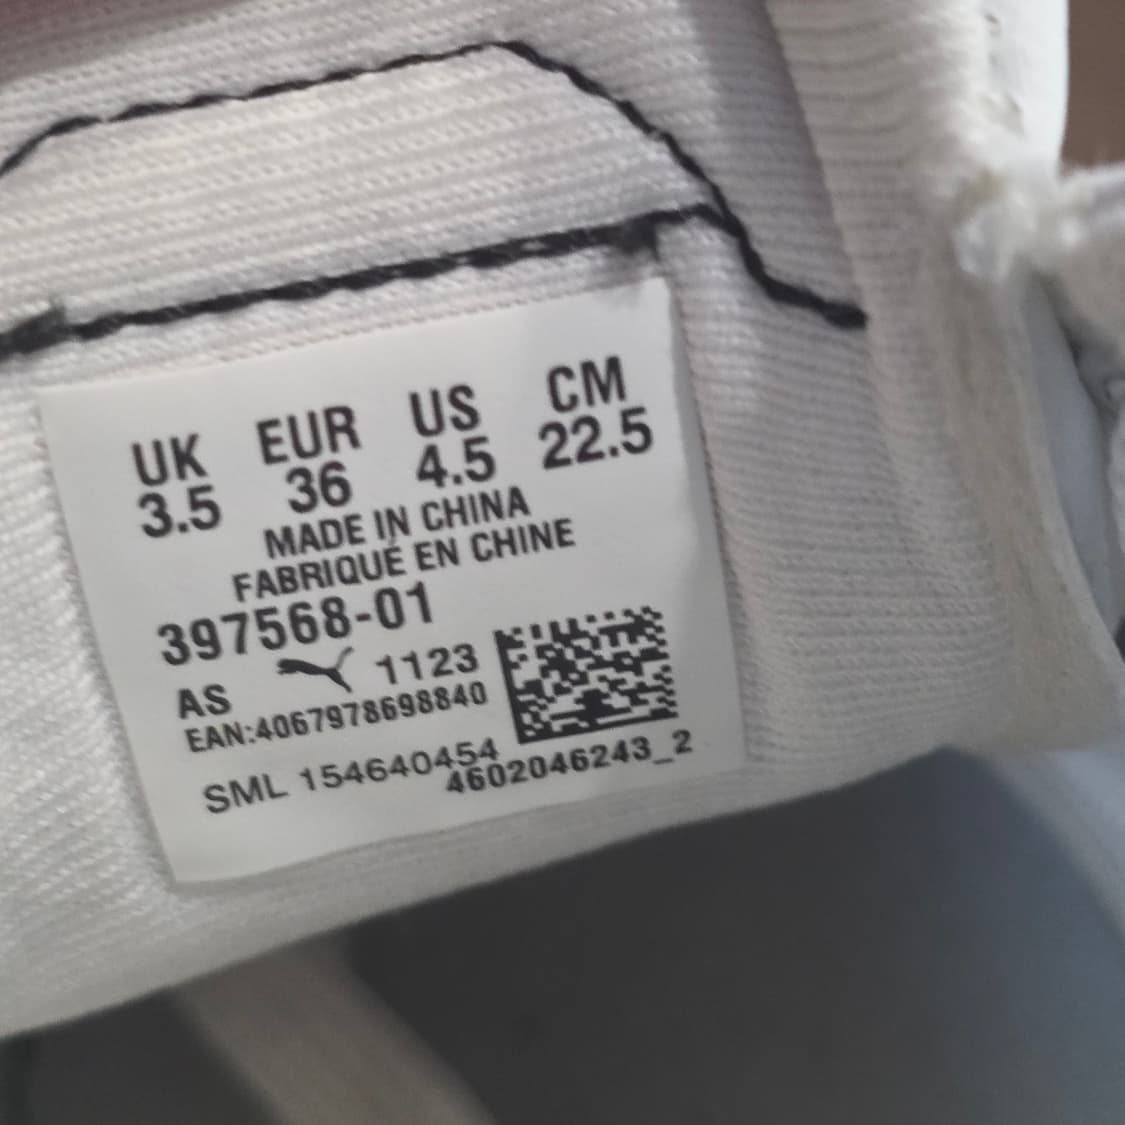 UK EUR US CM
3.5 36 4.5 22.5
MADE IN CHINA
FABRIQUÉ EN CHINE
397568-01
AS 1123
EAN:4067978698840
SML 154640454
4602046243_2